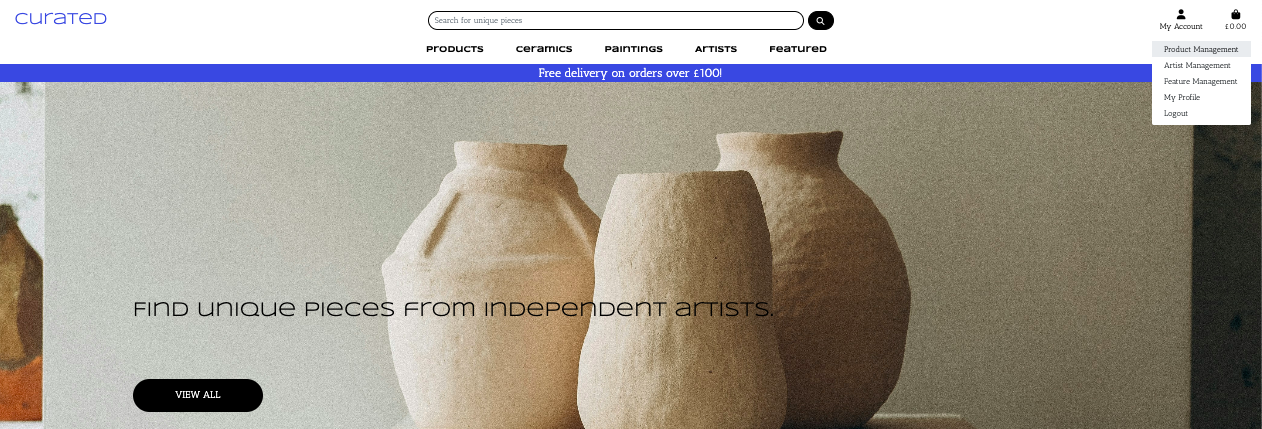 curated
Search for unique pieces
My Account
£0.00
Products
Ceramics
Paintings
Artists
Featured
Free delivery on orders over £100!
Product Management
Artist Management
Feature Management
My Profile
Logout
Find unique pieces from independent artists.
VIEW ALL